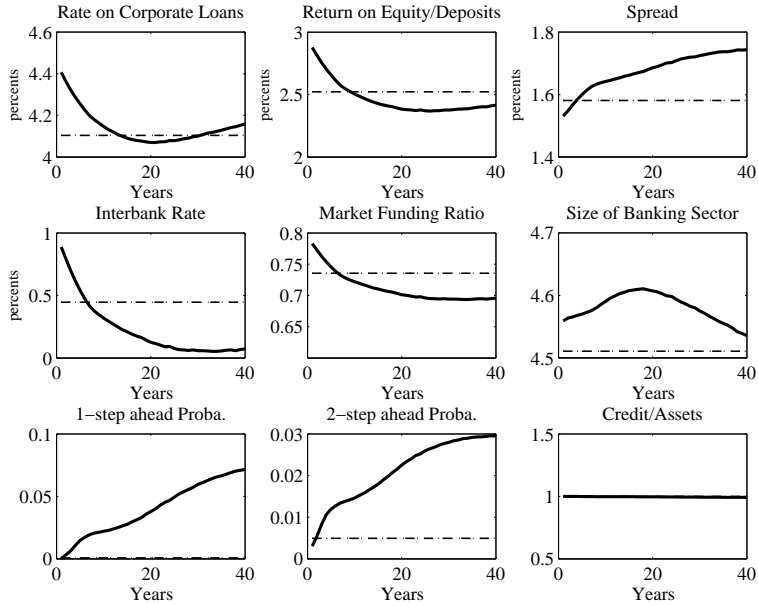 Rate on Corporate Loans
Return on Equity/Deposits
Spread
4.6
4.4
4.2
4
percents
0
20
40
Years
3
2.5
2
0
20
40
Years
1.8
1.6
1.4
percents
0
20
40
Years
Interbank Rate
Market Funding Ratio
Size of Banking Sector
1
0.5
0
percents
0
20
40
Years
0.8
0.75
0.7
0.65
0
20
40
Years
4.7
4.6
4.5
0
20
40
Years
1−step ahead Proba.
2−step ahead Proba.
Credit/Assets
0.1
0.05
0
0
20
40
Years
0.03
0.02
0.01
0
0
20
40
Years
1.5
1
0.5
0
20
40
Years